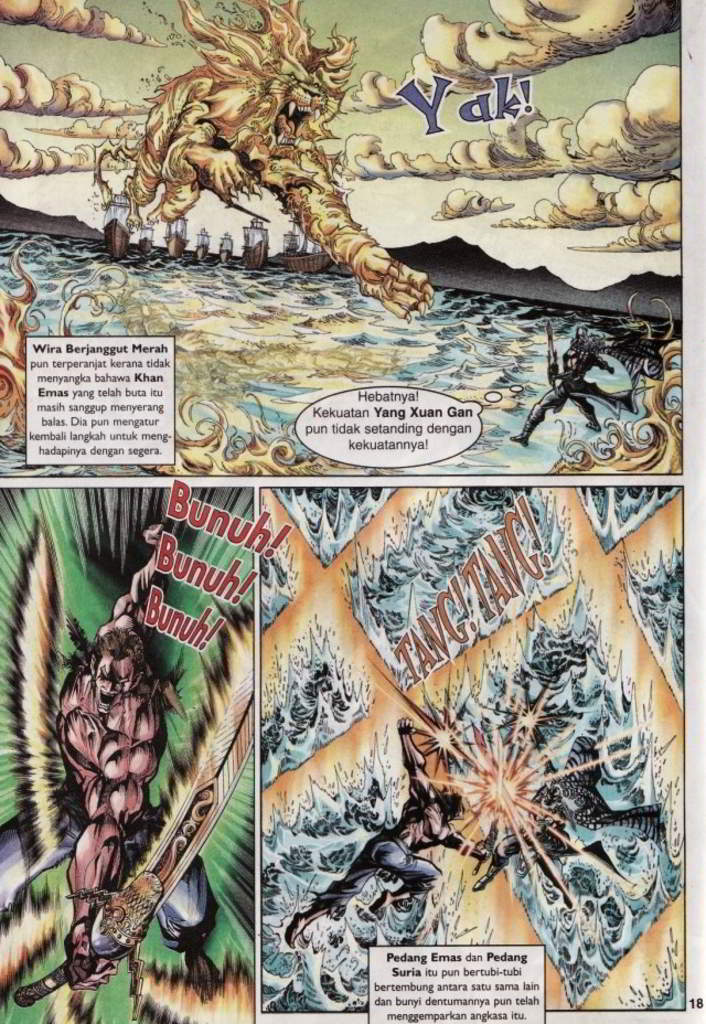 Yak!
Wira Berjanggut Merah
pun terperanjat kerana tidak
menyangka bahawa Khan
Emas yang telah buta itu
masih sanggup menyerang
balas. Dia pun mengatur
kembali langkah untuk meng-
hadapinya dengan segera.
Hebatnya!
Kekuatan Yang Xuan Gan
pun tidak setanding dengan
kekuatannya!
Bunuh!
Bunuh!
Bunuh!
TANG! TANG!
Pedang Emas dan Pedang
Suria itu pun bertubi-tubi
bertembung antara satu sama lain
dan bunyi dentumannya pun telah
menggemparkan angkasa itu.
18